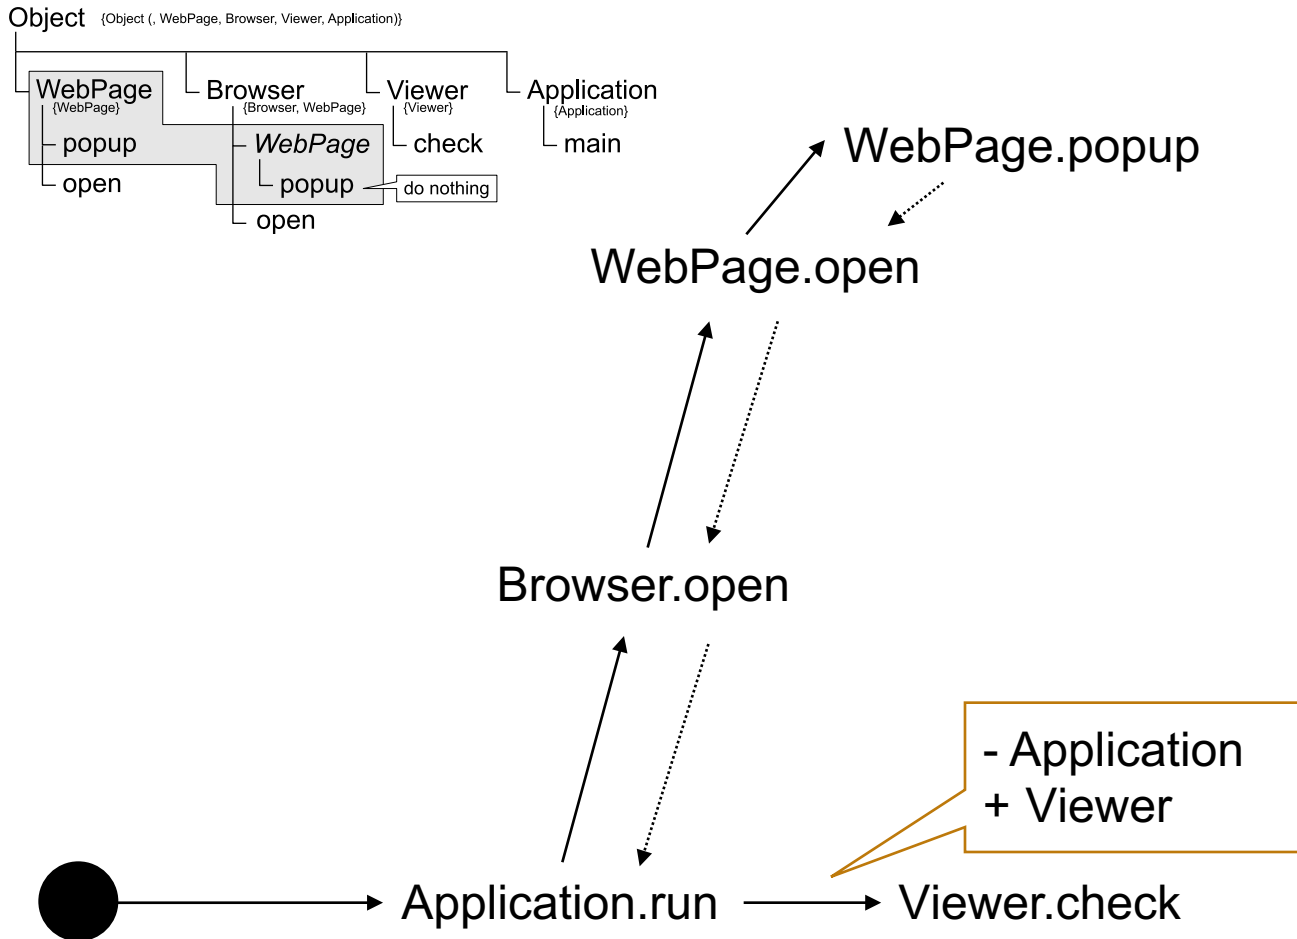 Object {Object (, WebPage, Browser, Viewer, Application)}
WebPage Browser Viewer Application
{WebPage} {Browser, WebPage} {Viewer} {Application}
popup WebPage check main
open popup do nothing
open
WebPage.popup
WebPage.open
Browser.open
- Application
+ Viewer
Application.run Viewer.check